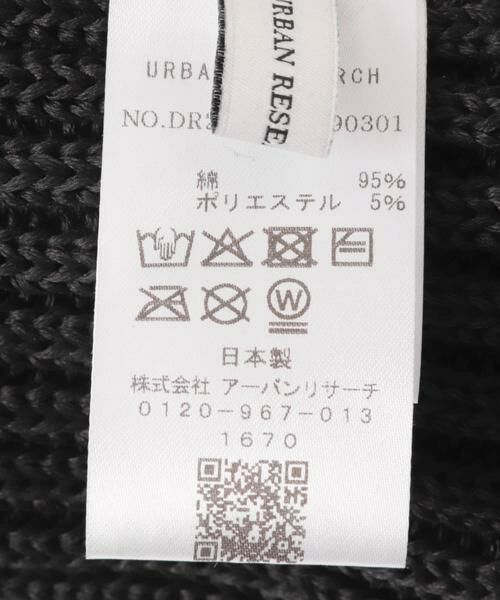 URBAN RESE
URBA RCH
NO.DR 90301
綿 95%
ポリエステル 5%
W
日本製
株式会社 アーバンリサーチ
0120-967-013
1670